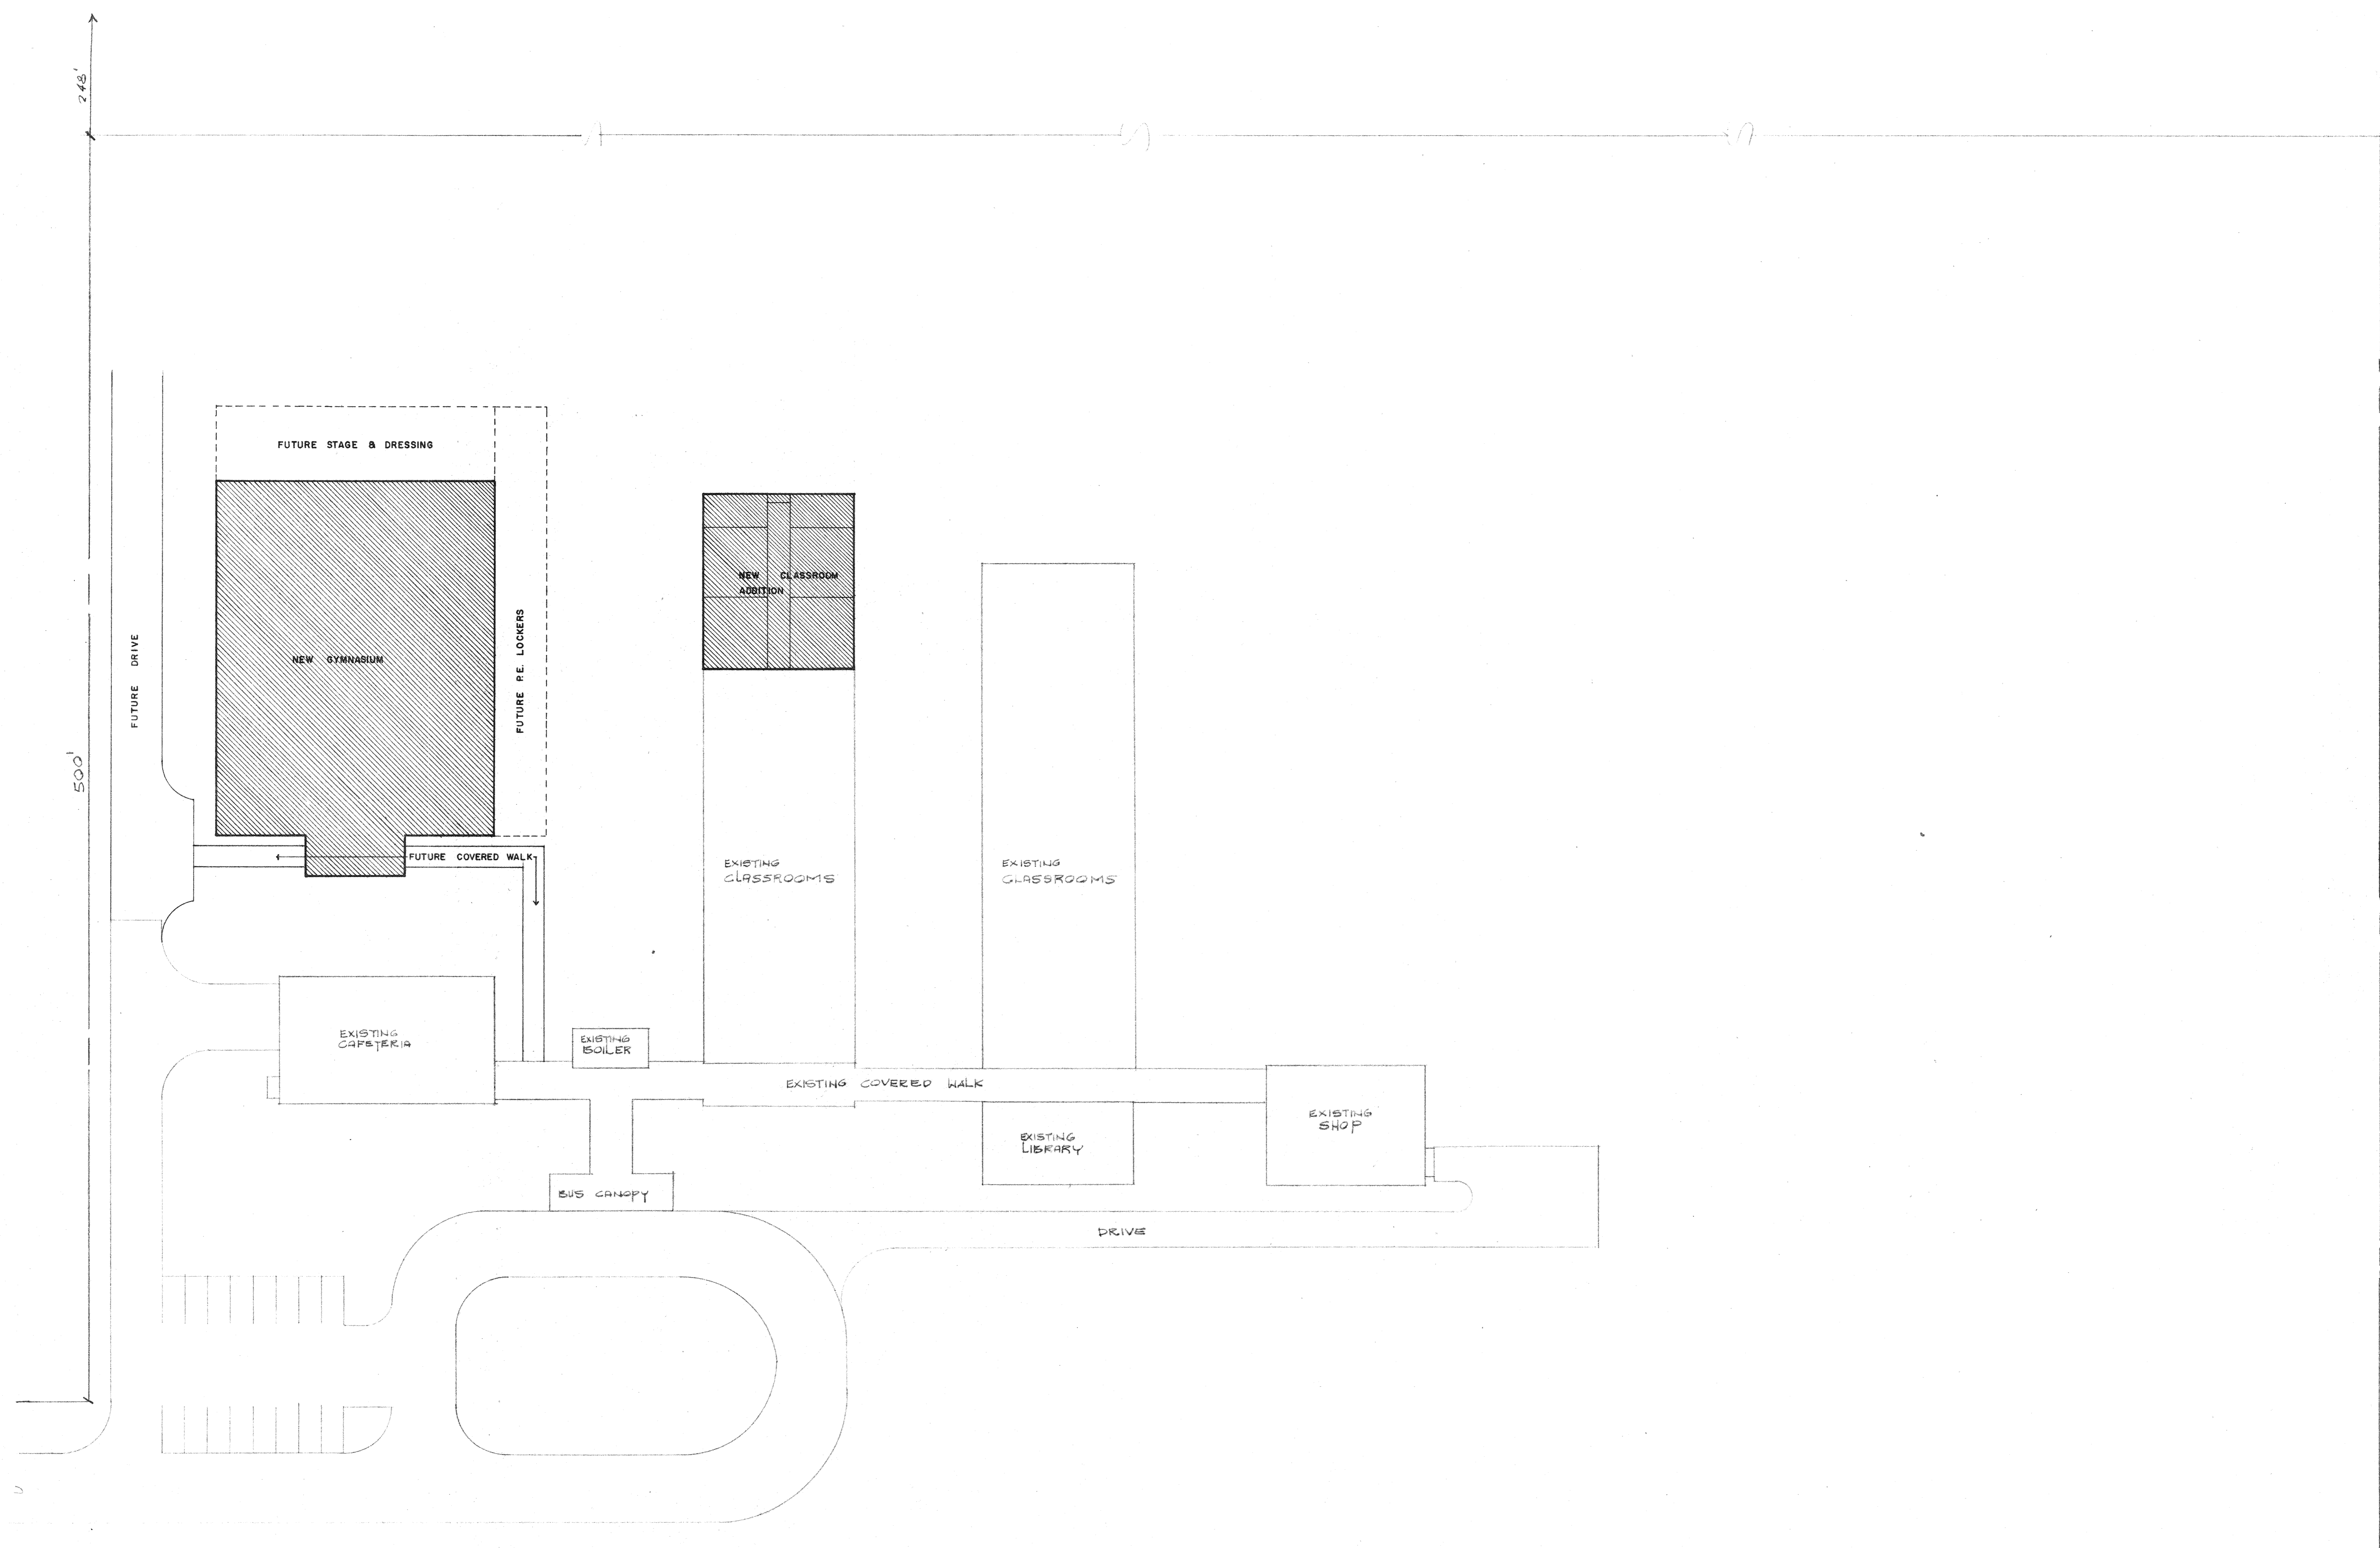 248'
FUTURE STAGE & DRESSING
NEW CLASSROOM
ADDITION
FUTURE DRIVE
NEW GYMNASIUM
FUTURE P.E. LOCKERS
500'
FUTURE COVERED WALK
EXISTING
CLASSROOMS
EXISTING
CLASSROOMS
EXISTING
CAFETERIA
EXISTING
BOILER
EXISTING COVERED WALK
EXISTING
SHOP
EXISTING
LIBRARY
BUS CANOPY
DRIVE